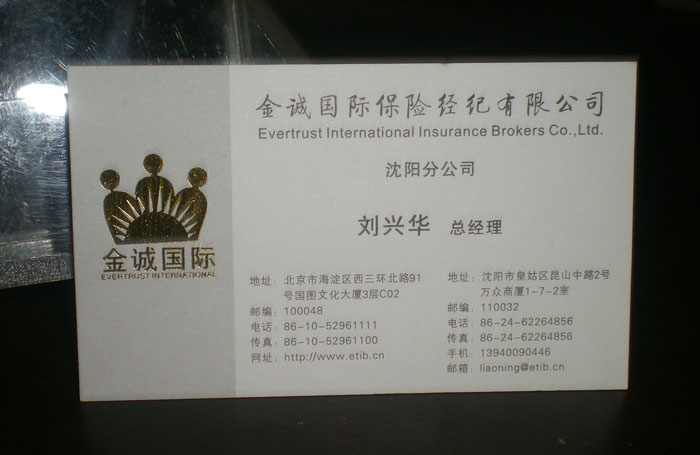 金诚国际保险经纪有限公司
Evertrust International Insurance Brokers Co.,Ltd.
沈阳分公司
刘兴华 总经理
金诚国际
EVERTRUST INTERNATIONAL
地址: 北京市海淀区西三环北路91
号国图文化大厦3层C02
邮编: 100048
电话: 86-10-52961111
传真: 86-10-52961100
网址: http://www.etib.cn
地址: 沈阳市皇姑区昆山中路2号
万众商厦1-7-2室
邮编: 110032
电话: 86-24-62264856
传真: 86-24-62264856
手机: 13940090446
邮箱: liaoning@etib.cn